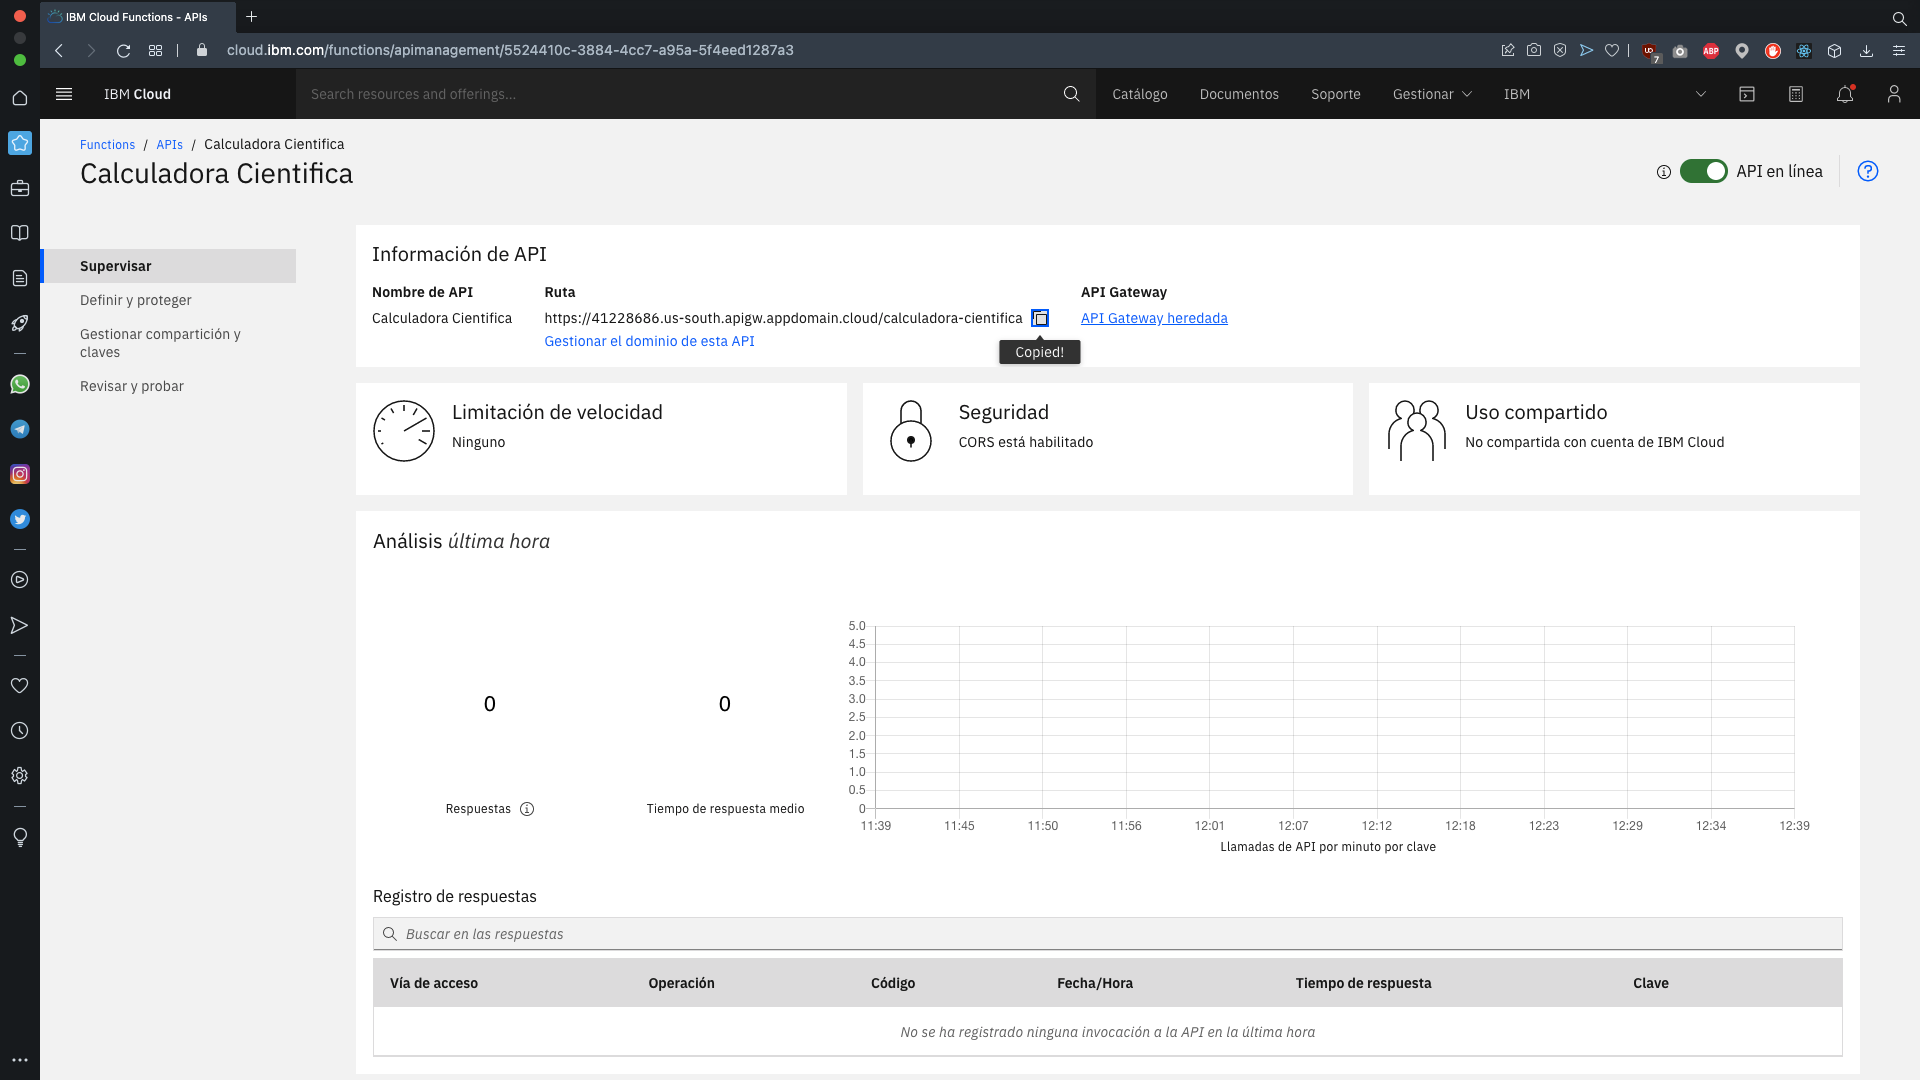 IBM Cloud Functions - APIs
cloud.ibm.com/functions/apimanagement/5524410c-3884-4cc7-a95a-5f4eed1287a3
7
ABP
IBM Cloud
Search resources and offerings...
Catálogo
Documentos
Soporte
Gestionar
IBM
Functions / APIs / Calculadora Cientifica
Calculadora Cientifica
API en línea
Supervisar
Definir y proteger
Gestionar compartición y
claves
Revisar y probar
Información de API
Nombre de API
Ruta
API Gateway
Calculadora Cientifica
https://41228686.us-south.apigw.appdomain.cloud/calculadora-cientifica
API Gateway heredada
Gestionar el dominio de esta API
Copied!
Limitación de velocidad
Ninguno
Seguridad
CORS está habilitado
Uso compartido
No compartida con cuenta de IBM Cloud
Análisis última hora
0
Respuestas
0
Tiempo de respuesta medio
5.0
4.5
4.0
3.5
3.0
2.5
2.0
1.5
1.0
0.5
0
11:39 11:45 11:50 11:56 12:01 12:07 12:12 12:18 12:23 12:29 12:34 12:39
Llamadas de API por minuto por clave
Registro de respuestas
Buscar en las respuestas
Vía de acceso Operación Código Fecha/Hora Tiempo de respuesta Clave
No se ha registrado ninguna invocación a la API en la última hora